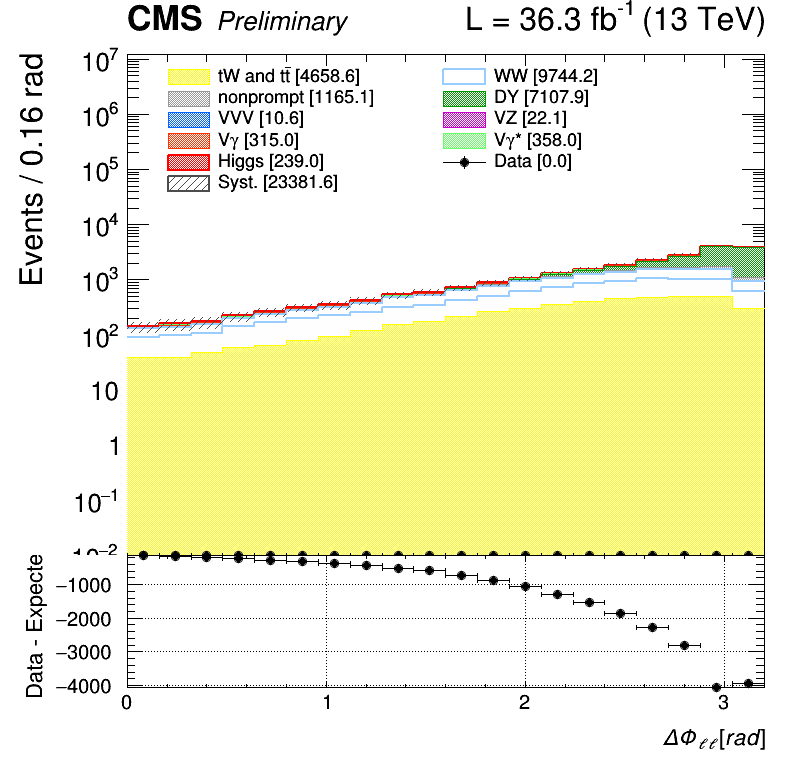 CMS Preliminary L = 36.3 fb-1 (13 TeV)
Events / 0.16 rad
10^7
10^6
10^5
10^4
10^3
10^2
10
1
10^−1
10^−2
tW and tt̄ [4658.6]
nonprompt [1165.1]
VVV [10.6]
Vγ [315.0]
Higgs [239.0]
Syst. [23381.6]
WW [9744.2]
DY [7107.9]
VZ [22.1]
Vγ* [358.0]
Data [0.0]
Data - Expecte
−1000
−2000
−3000
−4000
0 1 2 3
ΔΦℓℓ[rad]